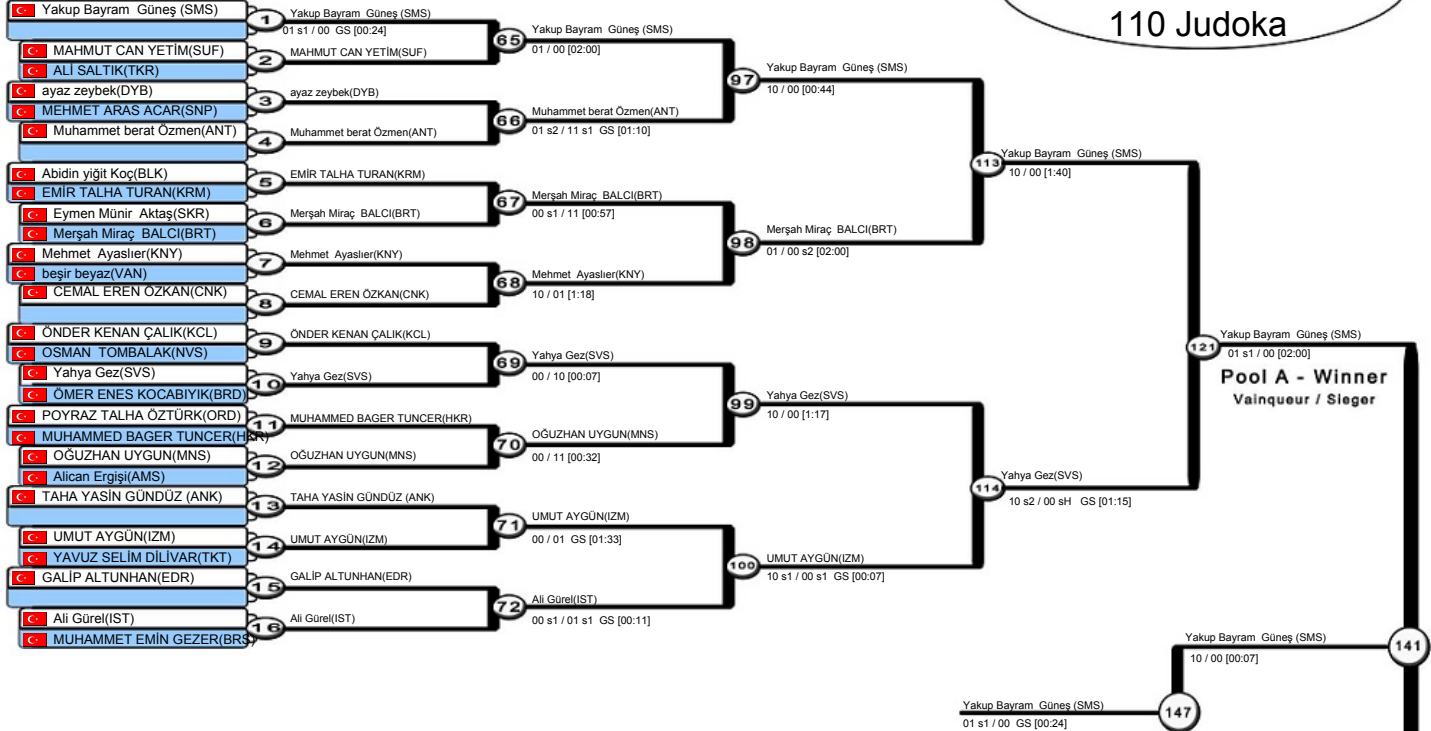 110 Judoka
Yakup Bayram Güneş (SMS)
MAHMUT CAN YETİM(SUF)
ALİ SALTIK(TKR)
ayaz zeybek(DYB)
MEHMET ARAS ACAR(SNP)
Muhammet berat Özmen(ANT)
Abidin yiğit Koç(BLK)
EMİR TALHA TURAN(KRM)
Eymen Münir Aktaş(SKR)
Merşah Miraç BALCI(BRT)
Mehmet Ayaslıer(KNY)
beşir beyaz(VAN)
CEMAL EREN ÖZKAN(CNK)
ÖNDER KENAN ÇALIK(KCL)
OSMAN TOMBALAK(NVS)
Yahya Gez(SVS)
ÖMER ENES KOCABIYIK(BRD)
POYRAZ TALHA ÖZTÜRK(ORD)
MUHAMMED BAGER TUNCER(HKR)
OĞUZHAN UYGUN(MNS)
Alican Ergişi(AMS)
TAHA YASİN GÜNDÜZ (ANK)
UMUT AYGÜN(IZM)
YAVUZ SELİM DİLİVAR(TKT)
GALİP ALTUNHAN(EDR)
Ali Gürel(IST)
MUHAMMET EMİN GEZER(BRS)
1
Yakup Bayram Güneş (SMS)
01 s1 / 00 GS [00:24]
2
MAHMUT CAN YETİM(SUF)
3
ayaz zeybek(DYB)
4
Muhammet berat Özmen(ANT)
5
EMİR TALHA TURAN(KRM)
6
Merşah Miraç BALCI(BRT)
7
Mehmet Ayaslıer(KNY)
8
CEMAL EREN ÖZKAN(CNK)
9
ÖNDER KENAN ÇALIK(KCL)
10
Yahya Gez(SVS)
11
MUHAMMED BAGER TUNCER(HKR)
12
OĞUZHAN UYGUN(MNS)
13
TAHA YASİN GÜNDÜZ (ANK)
14
UMUT AYGÜN(IZM)
15
GALİP ALTUNHAN(EDR)
16
Ali Gürel(IST)
65
Yakup Bayram Güneş (SMS)
01 / 00 [02:00]
66
Muhammet berat Özmen(ANT)
01 s2 / 11 s1 GS [01:10]
67
Merşah Miraç BALCI(BRT)
00 s1 / 11 [00:57]
68
Mehmet Ayaslıer(KNY)
10 / 01 [1:18]
69
Yahya Gez(SVS)
00 / 10 [00:07]
70
OĞUZHAN UYGUN(MNS)
00 / 11 [00:32]
71
UMUT AYGÜN(IZM)
00 / 01 GS [01:33]
72
Ali Gürel(IST)
00 s1 / 01 s1 GS [00:11]
97
Yakup Bayram Güneş (SMS)
10 / 00 [00:44]
98
Merşah Miraç BALCI(BRT)
01 / 00 s2 [02:00]
99
Yahya Gez(SVS)
10 / 00 [1:17]
100
UMUT AYGÜN(IZM)
10 s1 / 00 s1 GS [00:07]
113
Yakup Bayram Güneş (SMS)
10 / 00 [1:40]
114
Yahya Gez(SVS)
10 s2 / 00 sH GS [01:15]
121
Yakup Bayram Güneş (SMS)
01 s1 / 00 [02:00]
Pool A - Winner
Vainqueur / Sieger
Yakup Bayram Güneş (SMS)
10 / 00 [00:07]
141
Yakup Bayram Güneş (SMS)
01 s1 / 00 GS [00:24]
147